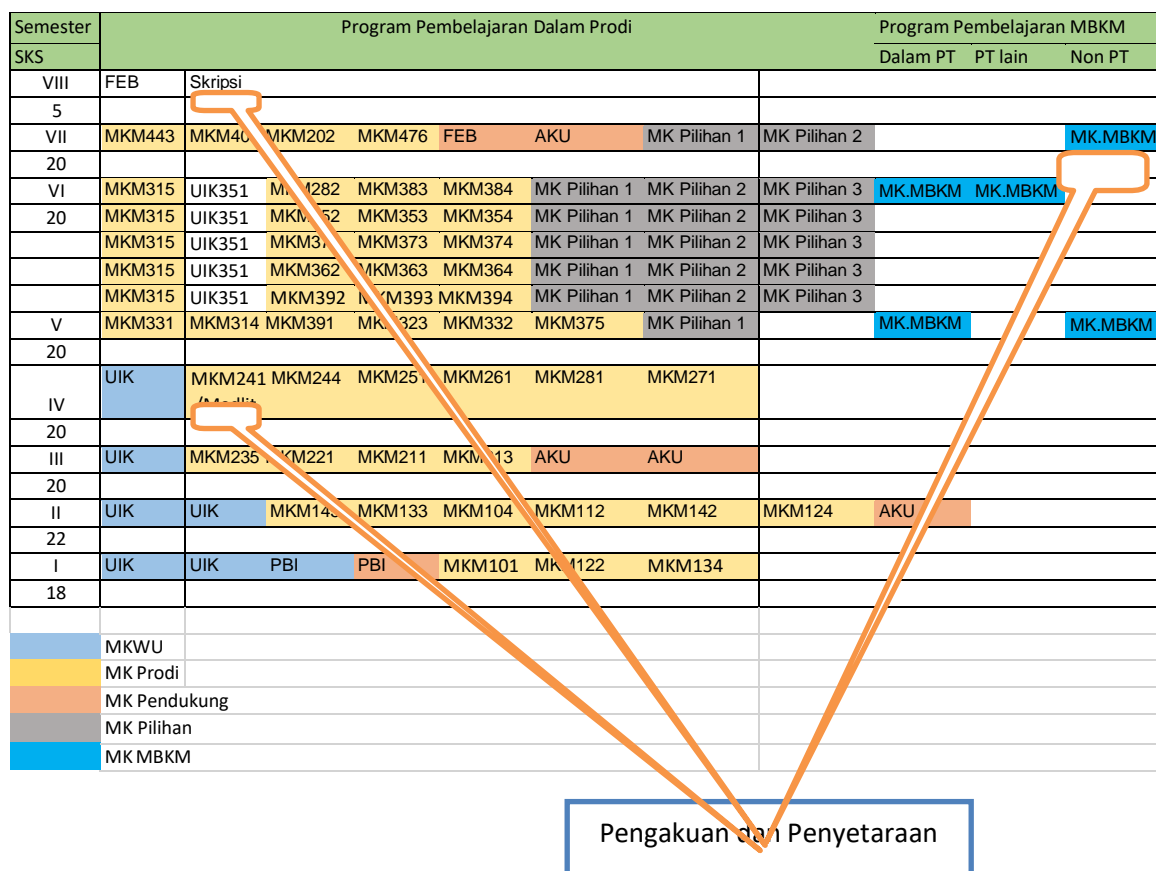 Semester Program Pembelajaran Dalam Prodi Program Pembelajaran MBKM
SKS Dalam PT PT lain Non PT
VIII FEB Skripsi
5
VII MKM443 MKM202 MKM476 FEB AKU MK Pilihan 1 MK Pilihan 2 MK.MBKM
20
VI MKM315 UIK351 MKM383 MKM384 MK Pilihan 1 MK Pilihan 2 MK Pilihan 3 MK.MBKM MK.MBKM
20 MKM315 UIK351 MKM353 MKM354 MK Pilihan 1 MK Pilihan 2 MK Pilihan 3
MKM315 UIK351 MKM373 MKM374 MK Pilihan 1 MK Pilihan 2 MK Pilihan 3
MKM315 UIK351 MKM362 MKM363 MKM364 MK Pilihan 1 MK Pilihan 2 MK Pilihan 3
MKM315 UIK351 MKM392 MKM393 MKM394 MK Pilihan 1 MK Pilihan 2 MK Pilihan 3
V MKM331 MKM314 MKM391 MKM332 MKM375 MK Pilihan 1 MK.MBKM MK.MBKM
20
UIK MKM241 MKM244 MKM261 MKM281 MKM271
IV
20
III UIK MKM235 MKM221 MKM211 AKU AKU
20
II UIK UIK MKM133 MKM104 MKM112 MKM142 MKM124 AKU
22
I UIK UIK PBI PBI MKM101 MKM122 MKM134
18
MKWU
MK Prodi
MK Pendukung
MK Pilihan
MK MBKM
Pengakuan dan Penyetaraan